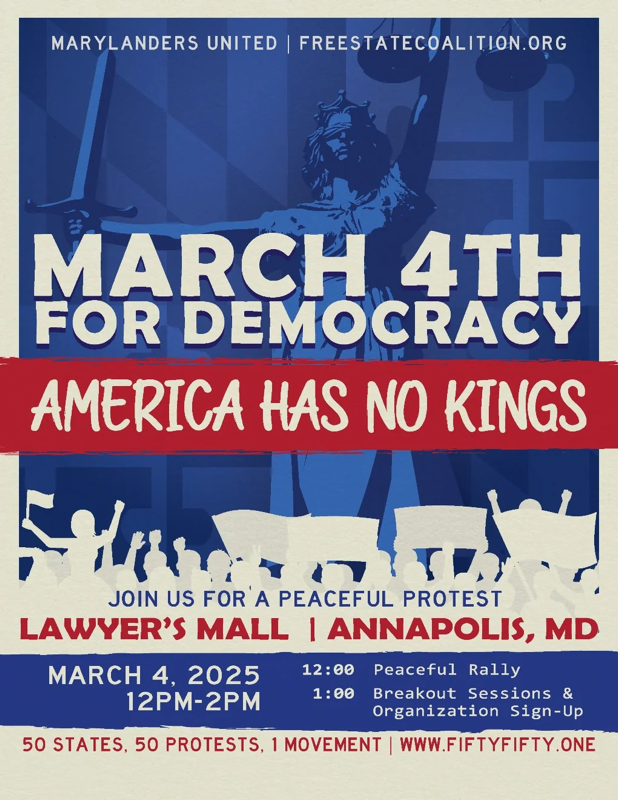 MARYLANDERS UNITED | FREESTATECOALITION.ORG
MARCH 4TH
FOR DEMOCRACY
AMERICA HAS NO KINGS
JOIN US FOR A PEACEFUL PROTEST
LAWYER'S MALL | ANNAPOLIS, MD
MARCH 4, 2025
12PM-2PM
12:00 Peaceful Rally
1:00 Breakout Sessions &
Organization Sign-Up
50 STATES, 50 PROTESTS, 1 MOVEMENT | WWW.FIFTYFIFTY.ONE